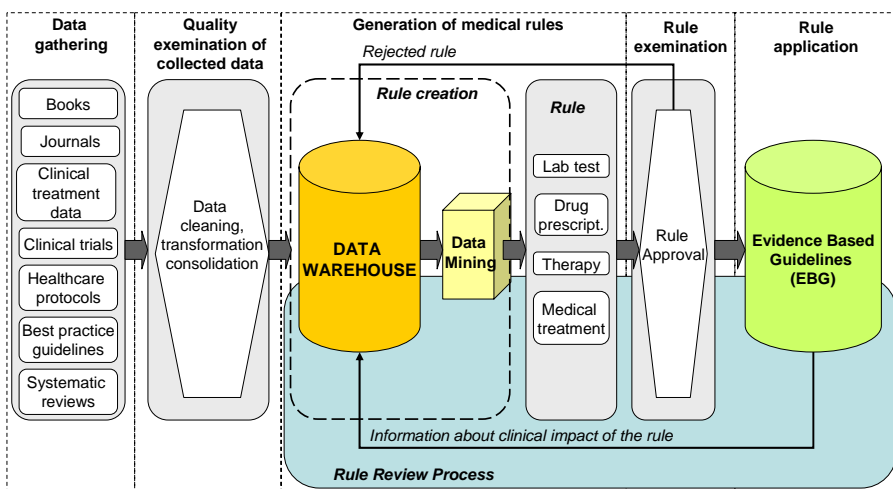 Data
gathering
Quality
exemination of
collected data
Generation of medical rules
Rule
exemination
Rule
application
Rejected rule
Books
Journals
Clinical
treatment
data
Clinical trials
Healthcare
protocols
Best practice
guidelines
Systematic
reviews
Data
cleaning,
transformation
consolidation
Rule creation
DATA
WAREHOUSE
Data
Mining
Rule
Lab test
Drug
prescript.
Therapy
Medical
treatment
Rule
Approval
Evidence Based
Guidelines
(EBG)
Information about clinical impact of the rule
Rule Review Process